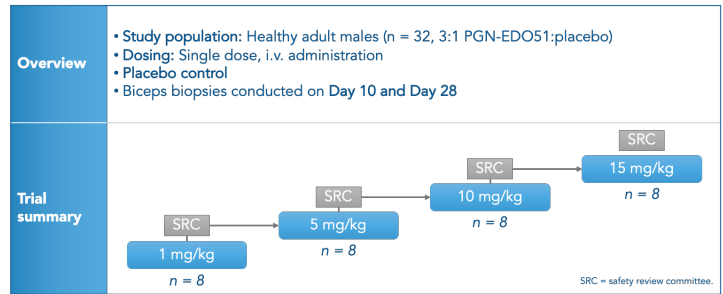 Overview
• Study population: Healthy adult males (n = 32, 3:1 PGN-EDO51:placebo)
• Dosing: Single dose, i.v. administration
• Placebo control
• Biceps biopsies conducted on Day 10 and Day 28
Trial
summary
SRC
1 mg/kg
n = 8
SRC
5 mg/kg
n = 8
SRC
10 mg/kg
n = 8
SRC
15 mg/kg
n = 8
SRC = safety review committee.